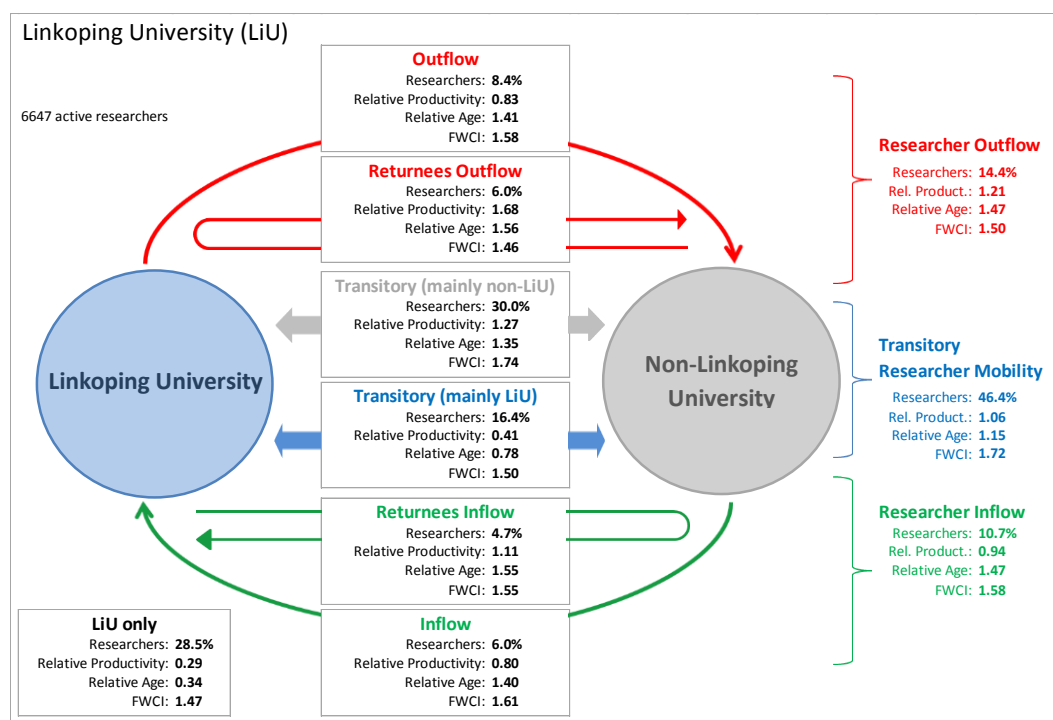 Linkoping University (LiU)
6647 active researchers
Outflow
Researchers: 8.4%
Relative Productivity: 0.83
Relative Age: 1.41
FWCI: 1.58
Returnees Outflow
Researchers: 6.0%
Relative Productivity: 1.68
Relative Age: 1.56
FWCI: 1.46
Researcher Outflow
Researchers: 14.4%
Rel. Product.: 1.21
Relative Age: 1.47
FWCI: 1.50
Transitory (mainly non-LiU)
Researchers: 30.0%
Relative Productivity: 1.27
Relative Age: 1.35
FWCI: 1.74
Linkoping University
Non-Linkoping
University
Transitory (mainly LiU)
Researchers: 16.4%
Relative Productivity: 0.41
Relative Age: 0.78
FWCI: 1.50
Transitory
Researcher Mobility
Researchers: 46.4%
Rel. Product.: 1.06
Relative Age: 1.15
FWCI: 1.72
Returnees Inflow
Researchers: 4.7%
Relative Productivity: 1.11
Relative Age: 1.55
FWCI: 1.55
Researcher Inflow
Researchers: 10.7%
Rel. Product.: 0.94
Relative Age: 1.47
FWCI: 1.58
LiU only
Researchers: 28.5%
Relative Productivity: 0.29
Relative Age: 0.34
FWCI: 1.47
Inflow
Researchers: 6.0%
Relative Productivity: 0.80
Relative Age: 1.40
FWCI: 1.61